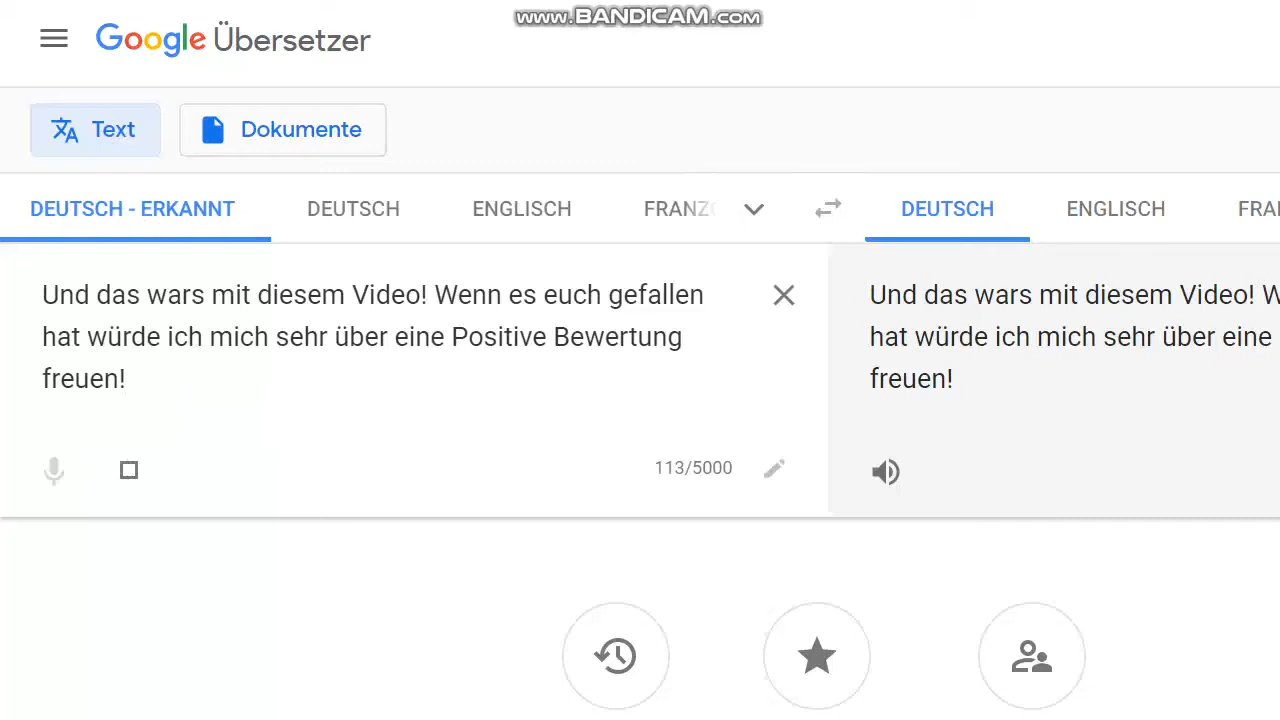 www.BANDICAM.com
Google Übersetzer
Text
Dokumente
DEUTSCH - ERKANNT
DEUTSCH
ENGLISCH
FRANZ
DEUTSCH
ENGLISCH
FRA
Und das wars mit diesem Video! Wenn es euch gefallen
hat würde ich mich sehr über eine Positive Bewertung
freuen!
113/5000
Und das wars mit diesem Video! W
hat würde ich mich sehr über eine
freuen!